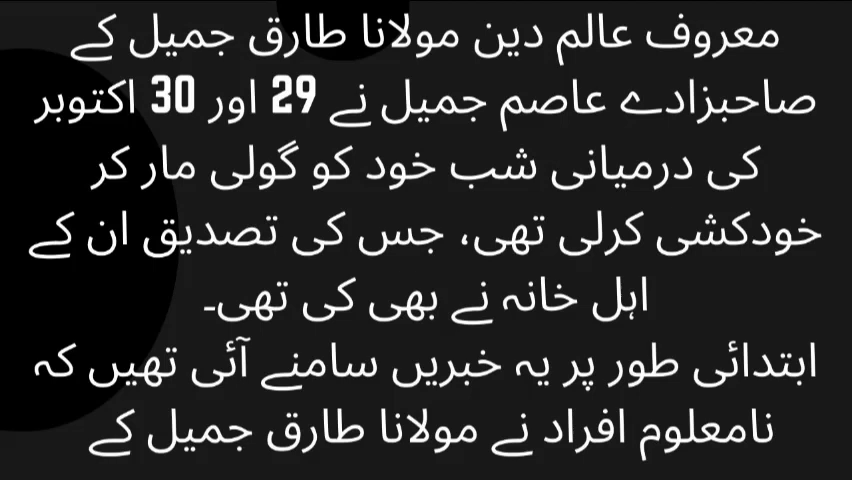 معروف عالم دین مولانا طارق جمیل کے
صاحبزادے عاصم جمیل نے 29 اور 30 اکتوبر
کی درمیانی شب خود کو گولی مار کر
خودکشی کرلی تھی، جس کی تصدیق ان کے
اہل خانہ نے بھی کی تھی۔
ابتدائی طور پر یہ خبریں سامنے آئی تھیں کہ
نامعلوم افراد نے مولانا طارق جمیل کے